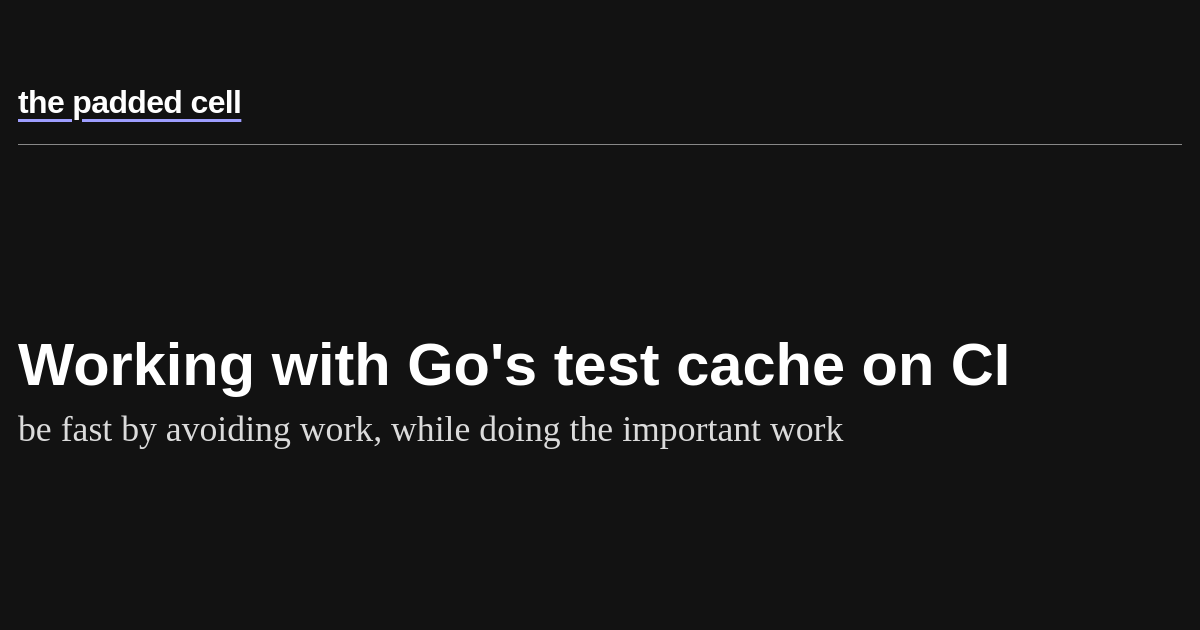 the padded cell
Working with Go's test cache on CI
be fast by avoiding work, while doing the important work